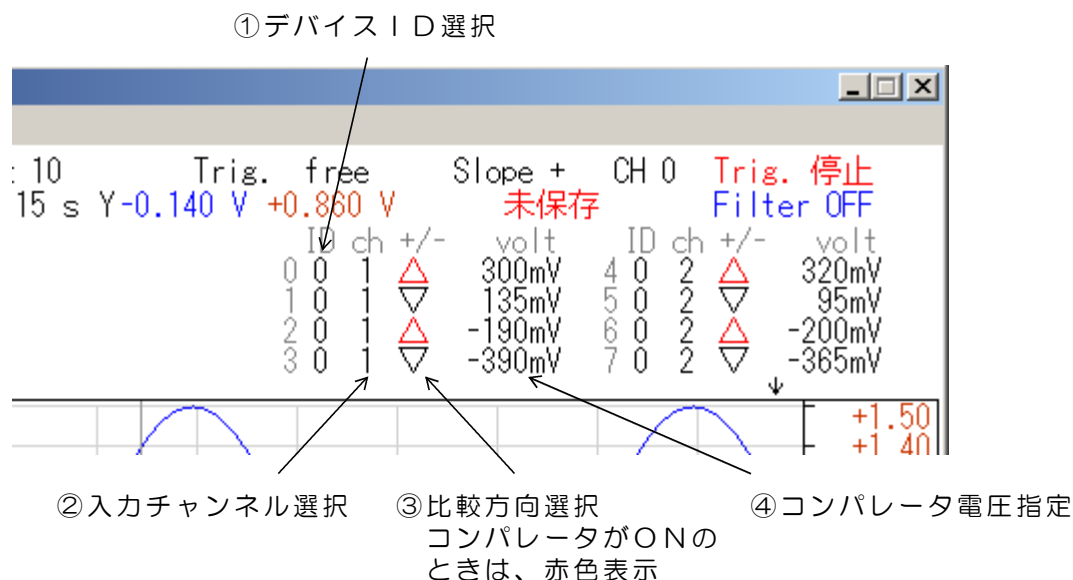 ①デバイスＩＤ選択
: 10 Trig. free Slope + CH 0 Trig. 停止
15 s Y-0.140 V +0.860 V 未保存 Filter OFF
ID ch +/- volt ID ch +/- volt
0 0 1 △ 300mV 4 0 2 △ 320mV
1 0 1 ▽ 135mV 5 0 2 ▽ 95mV
2 0 1 △ -190mV 6 0 2 △ -200mV
3 0 1 ▽ -390mV 7 0 2 ▽ -365mV
+1.50
+1.40
②入力チャンネル選択 ③比較方向選択 ④コンパレータ電圧指定
コンパレータがＯＮの
ときは、赤色表示